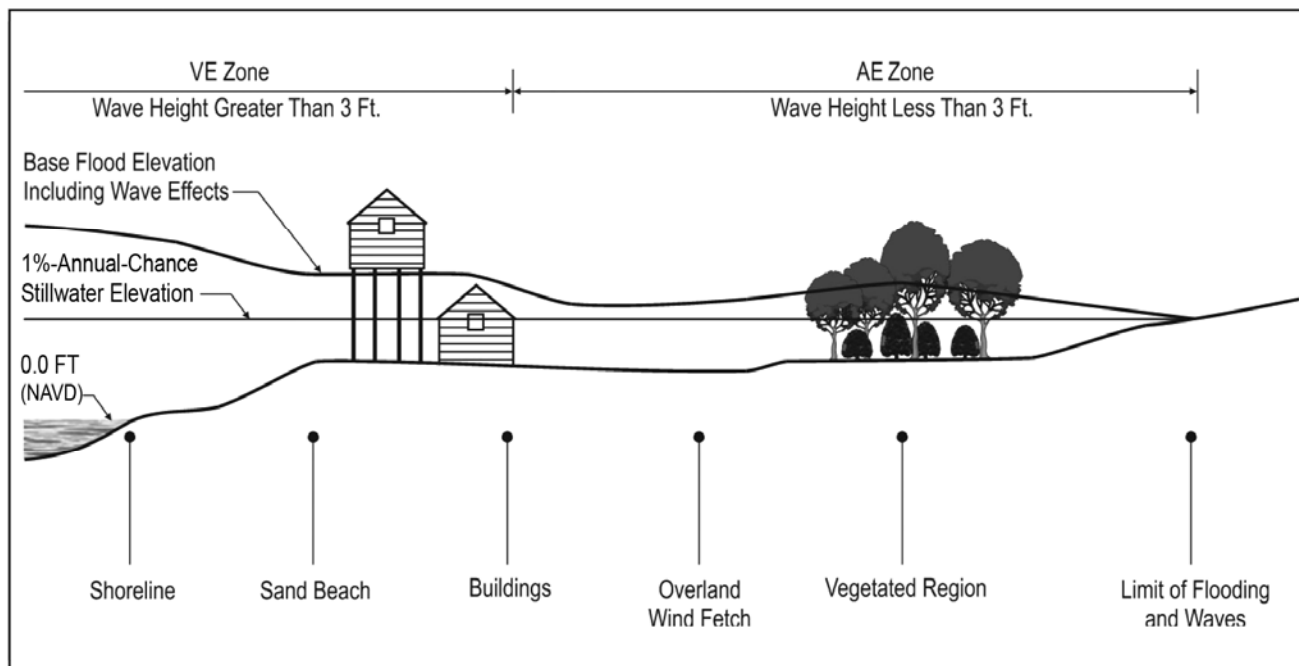 VE Zone
Wave Height Greater Than 3 Ft.
AE Zone
Wave Height Less Than 3 Ft.
Base Flood Elevation
Including Wave Effects
1%-Annual-Chance
Stillwater Elevation
0.0 FT
(NAVD)
Shoreline
Sand Beach
Buildings
Overland
Wind Fetch
Vegetated Region
Limit of Flooding
and Waves